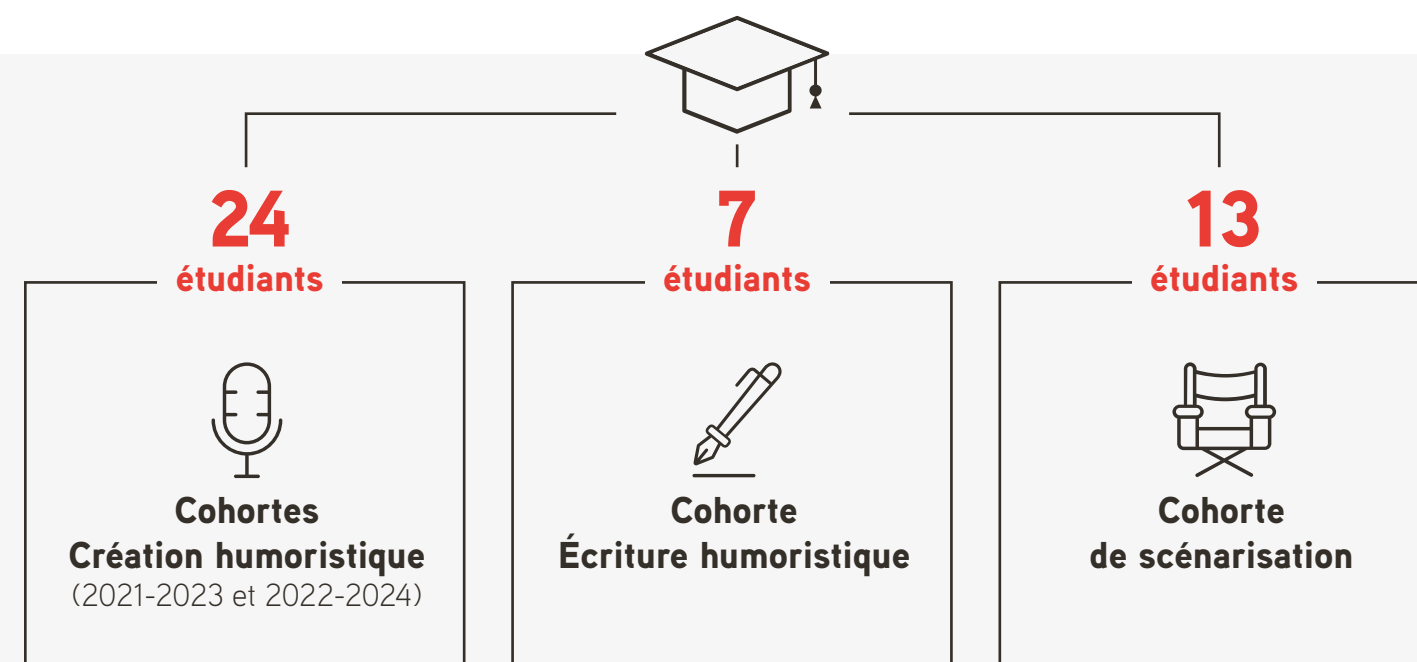 24
étudiants
Cohortes
Création humoristique
(2021-2023 et 2022-2024)
7
étudiants
Cohorte
Écriture humoristique
13
étudiants
Cohorte
de scénarisation